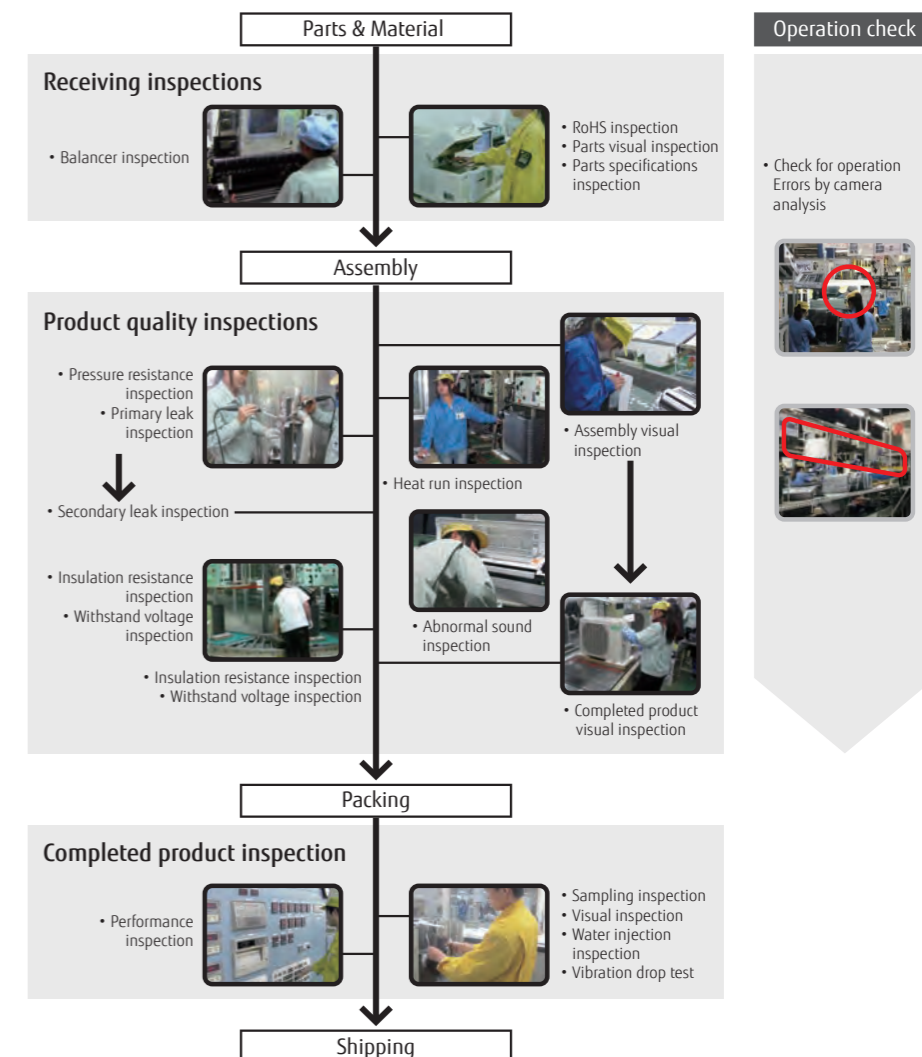 Parts & Material
Operation check
Receiving inspections
• Balancer inspection
• RoHS inspection
• Parts visual inspection
• Parts specifications
inspection
• Check for operation
Errors by camera
analysis
Assembly
Product quality inspections
• Pressure resistance
inspection
• Primary leak
inspection
• Heat run inspection
• Assembly visual
inspection
• Secondary leak inspection
• Insulation resistance
inspection
• Withstand voltage
inspection
• Abnormal sound
inspection
• Insulation resistance inspection
• Withstand voltage inspection
• Completed product
visual inspection
Packing
Completed product inspection
• Performance
inspection
• Sampling inspection
• Visual inspection
• Water injection
inspection
• Vibration drop test
Shipping